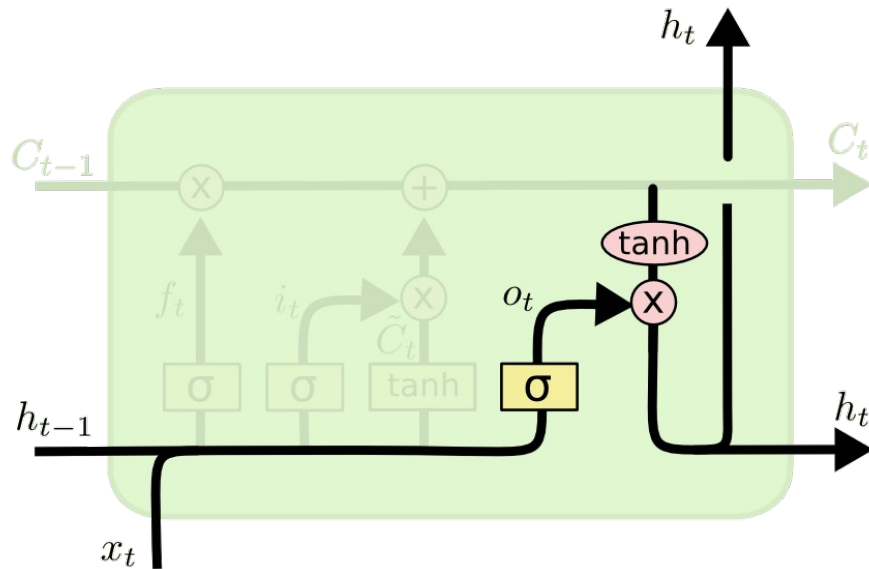 h_t
C_{t-1}
C_t
x
+
tanh
f_t
i_t
x
o_t
x
C̃_t
σ
σ
tanh
σ
h_{t-1}
h_t
x_t